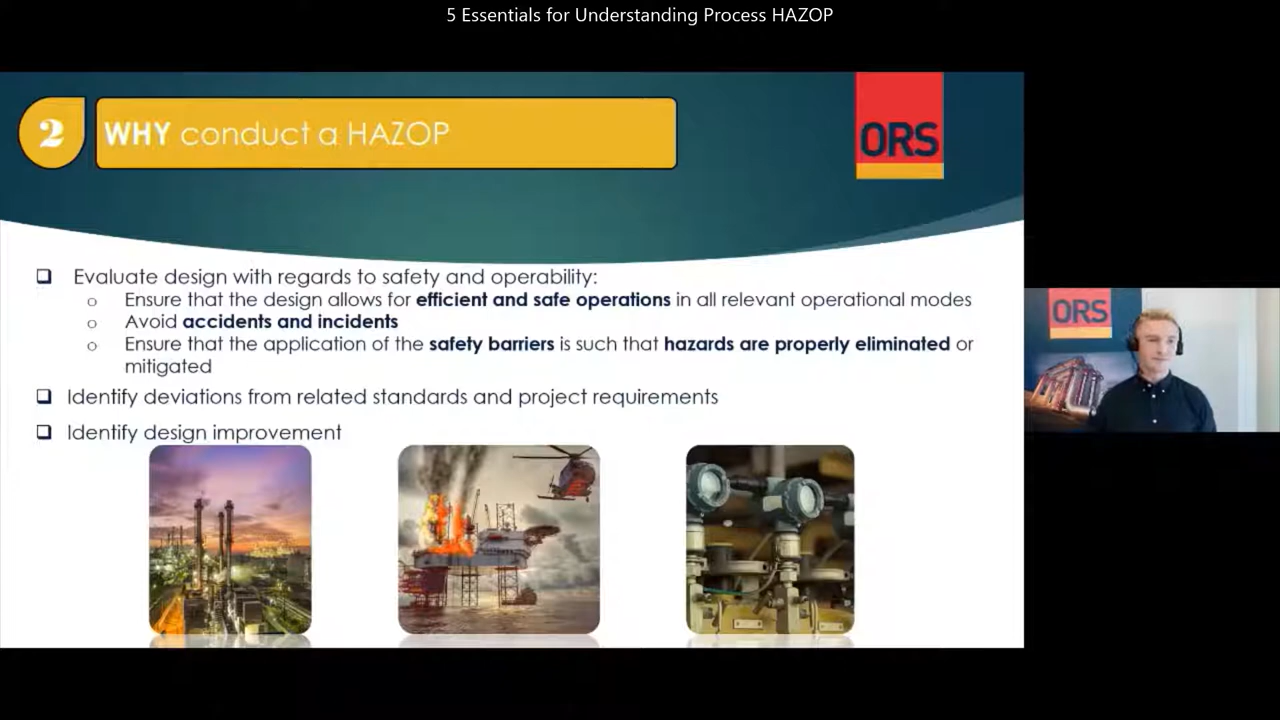 5 Essentials for Understanding Process HAZOP
2
WHY conduct a HAZOP
ORS
Evaluate design with regards to safety and operability:
Ensure that the design allows for efficient and safe operations in all relevant operational modes
Avoid accidents and incidents
Ensure that the application of the safety barriers is such that hazards are properly eliminated or
mitigated
Identify deviations from related standards and project requirements
Identify design improvement
ORS